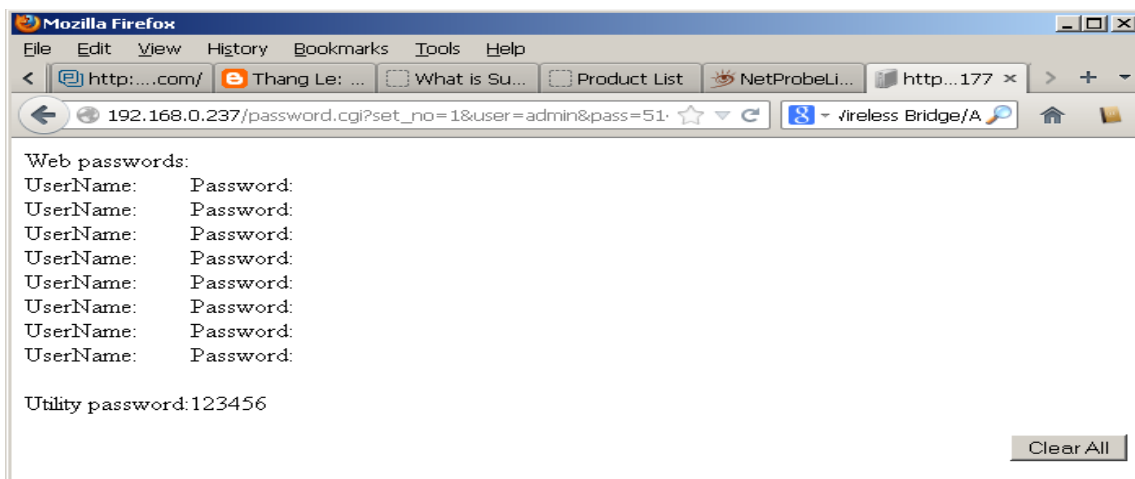 Mozilla Firefox
File Edit View History Bookmarks Tools Help
http:....com/ Thang Le: ... What is Su... Product List NetProbeLi... http...177
192.168.0.237/password.cgi?set_no=1&user=admin&pass=51 ireless Bridge/A
Web passwords:
UserName: Password:
UserName: Password:
UserName: Password:
UserName: Password:
UserName: Password:
UserName: Password:
UserName: Password:
UserName: Password:
Utility password:123456
Clear All